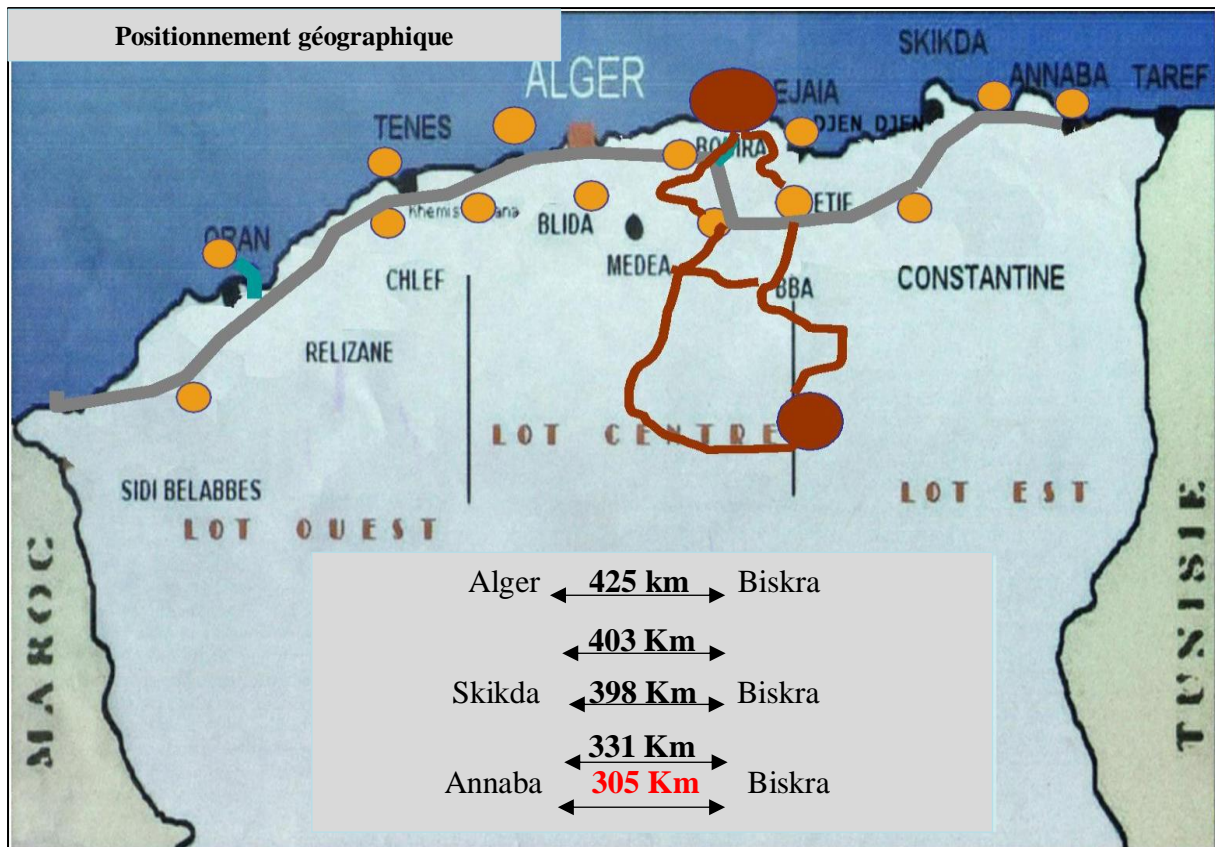 Positionnement géographique
SKIKDA
ALGER
EJAIA
ANNABA
TAREF
TENES
DJEN DJEN
BOUIRA
ETIF
ORAN
BLIDA
MEDEA
CHLEF
BBA
CONSTANTINE
RELIZANE
LOT CENTRE
SIDI BELABBES
LOT EST
LOT OUEST
MAROC
TUNISIE
Alger 425 km Biskra
403 Km
Skikda 398 Km Biskra
331 Km
Annaba 305 Km Biskra